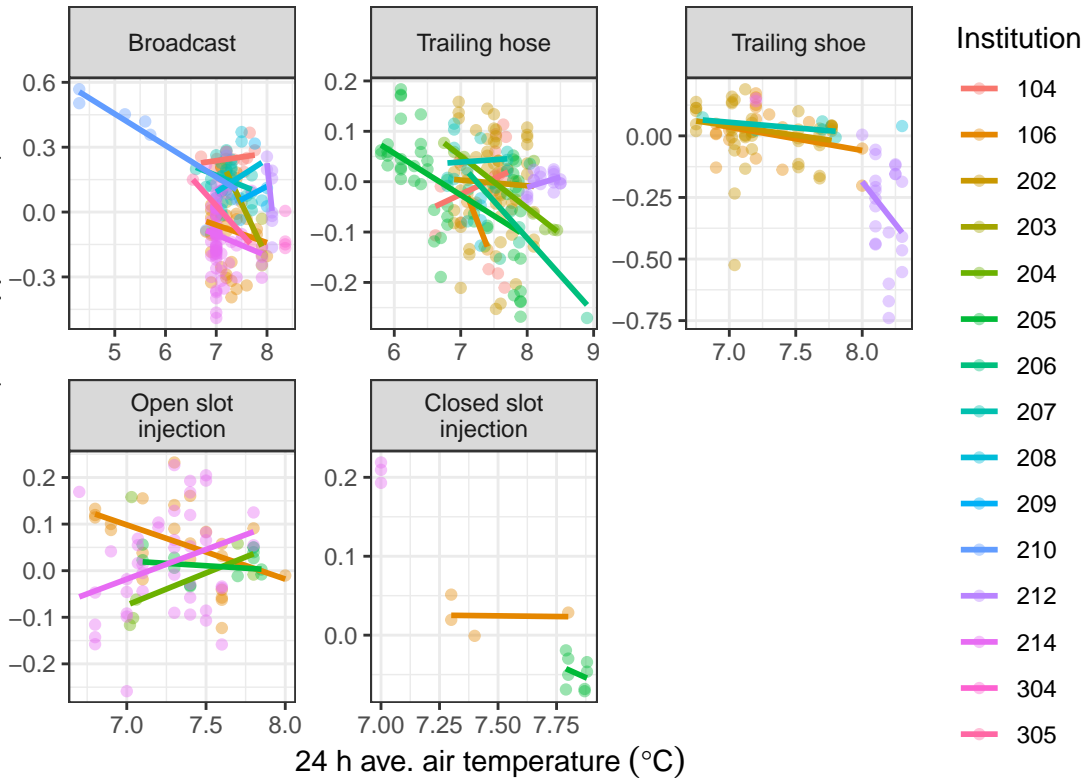 Broadcast
Trailing hose
Trailing shoe
Institution
0.6
0.3
0.0
−0.3
5 6 7 8
0.2
0.1
0.0
−0.1
−0.2
6 7 8 9
0.00
−0.25
−0.50
−0.75
7.0 7.5 8.0
Open slot
injection
Closed slot
injection
0.2
0.1
0.0
−0.1
−0.2
7.0 7.5 8.0
0.2
0.1
0.0
7.00 7.25 7.50 7.75
24 h ave. air temperature (°C)
104
106
202
203
204
205
206
207
208
209
210
212
214
304
305